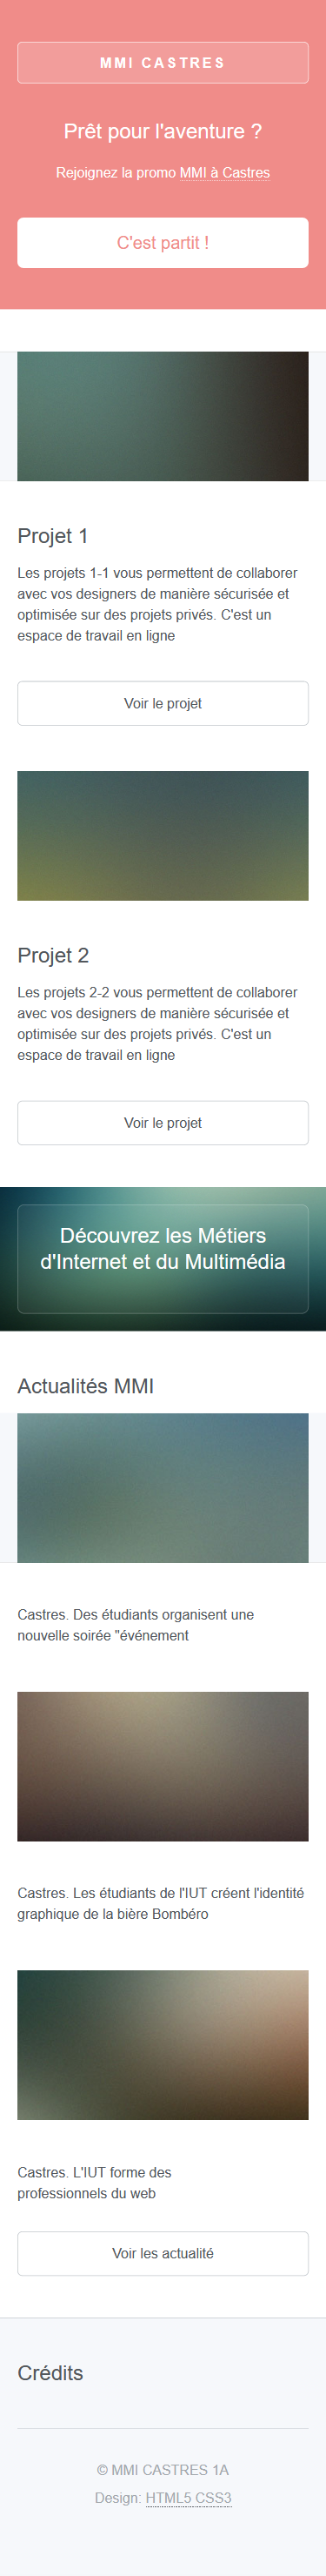 MMI CASTRES
Prêt pour l'aventure ?
Rejoignez la promo MMI à Castres
C'est partit !
Projet 1
Les projets 1-1 vous permettent de collaborer
avec vos designers de manière sécurisée et
optimisée sur des projets privés. C'est un
espace de travail en ligne
Voir le projet
Projet 2
Les projets 2-2 vous permettent de collaborer
avec vos designers de manière sécurisée et
optimisée sur des projets privés. C'est un
espace de travail en ligne
Voir le projet
Découvrez les Métiers
d'Internet et du Multimédia
Actualités MMI
Castres. Des étudiants organisent une
nouvelle soirée "événement
Castres. Les étudiants de l'IUT créent l'identité
graphique de la bière Bombéro
Castres. L'IUT forme des
professionnels du web
Voir les actualité
Crédits
© MMI CASTRES 1A
Design: HTML5 CSS3